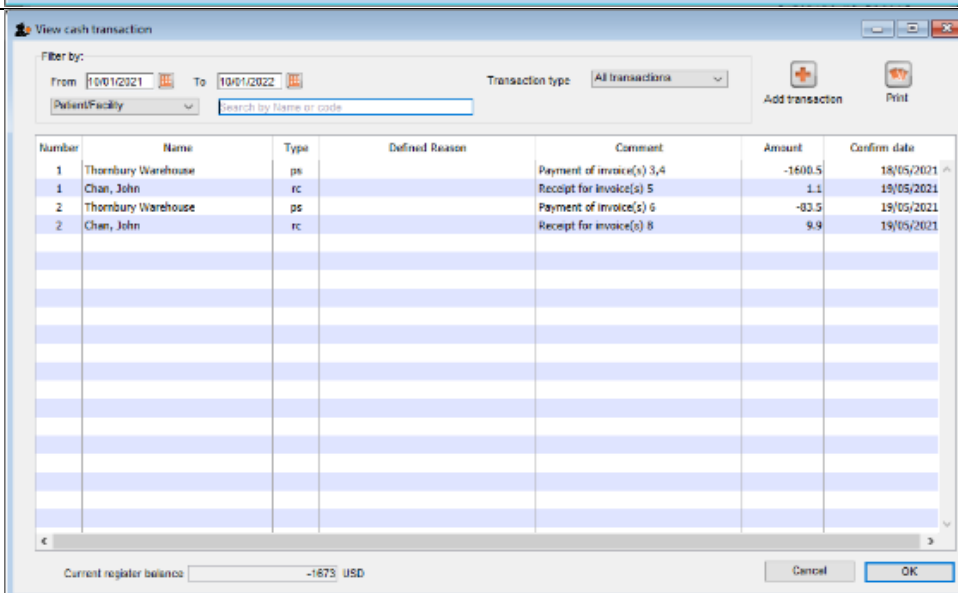 View cash transaction
Filter by:
From 10/01/2021 To 10/01/2022 Transaction type All transactions
Add transaction Print
Patient/Facility Search by Name or code
Number Name Type Defined Reason Comment Amount Confirm date
1 Thornbury Warehouse ps Payment of invoice(s) 3,4 -1600.5 18/05/2021
1 Chan, John rc Receipt for invoice(s) 5 1.1 19/05/2021
2 Thornbury Warehouse ps Payment of invoice(s) 6 -83.5 19/05/2021
2 Chan, John rc Receipt for invoice(s) 8 9.9 19/05/2021
Current register balance -1673 USD Cancel OK